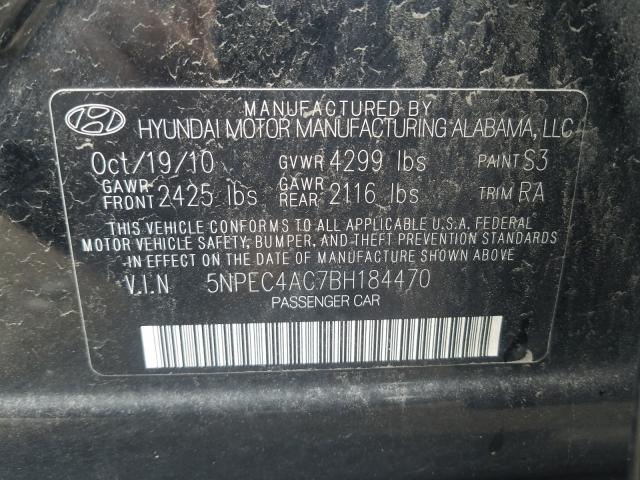 MANUFACTURED BY
HYUNDAI MOTOR MANUFACTURING ALABAMA, LLC
Oct/19/10 GVWR 4299 lbs PAINT S3
GAWR FRONT 2425 lbs GAWR REAR 2116 lbs TRIM RA
THIS VEHICLE CONFORMS TO ALL APPLICABLE U.S.A. FEDERAL
MOTOR VEHICLE SAFETY, BUMPER, AND THEFT PREVENTION STANDARDS
IN EFFECT ON THE DATE OF MANUFACTURE SHOWN ABOVE
V.I.N 5NPEC4AC7BH184470
PASSENGER CAR